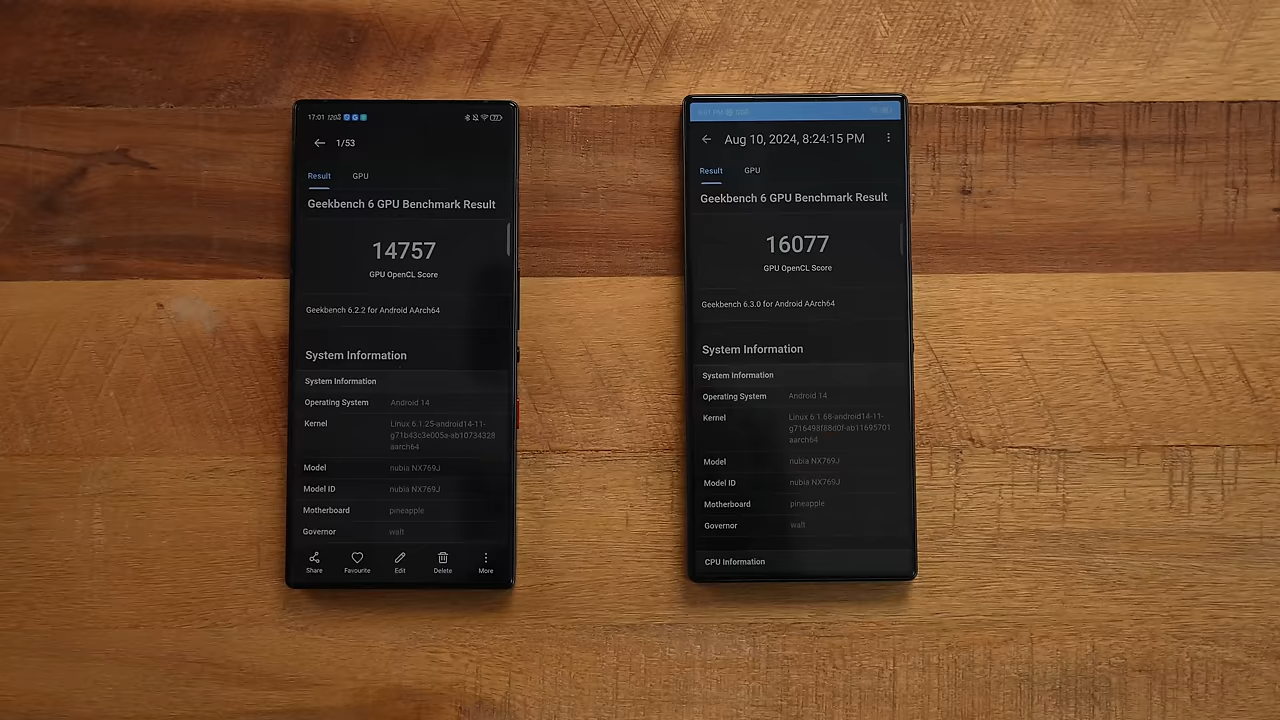 17:01
1/53
Result GPU
Geekbench 6 GPU Benchmark Result
14757
GPU OpenCL Score
Geekbench 6.2.2 for Android AArch64
System Information
System Information
Operating System Android 14
Kernel Linux 6.1.25-android14-11-
g71b43c3e005a-ab10734328
aarch64
Model nubia NX769J
Model ID nubia NX769J
Motherboard pineapple
Governor walt
Share Favourite Edit Delete More
Aug 10, 2024, 8:24:15 PM
Result GPU
Geekbench 6 GPU Benchmark Result
16077
GPU OpenCL Score
Geekbench 6.3.0 for Android AArch64
System Information
System Information
Operating System Android 14
Kernel Linux 6.1.68-android14-11-
g716498f88d0f-ab11695701
aarch64
Model nubia NX769J
Model ID nubia NX769J
Motherboard pineapple
Governor walt
CPU Information